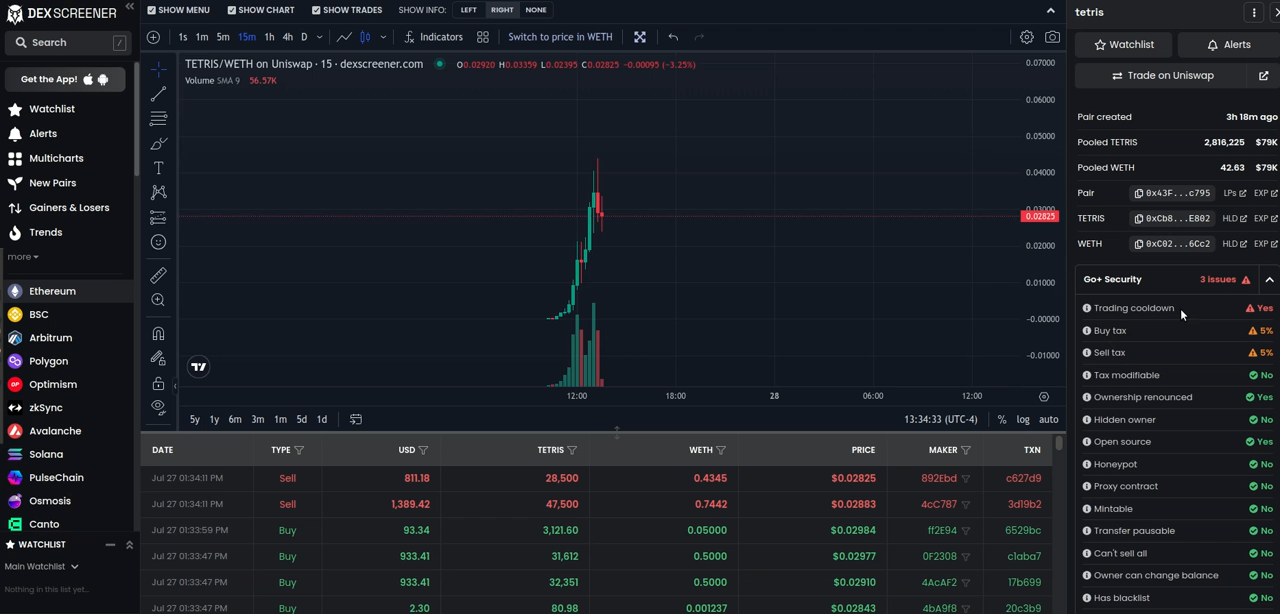 DEX SCREENER
Search /
Get the App!
Watchlist
Alerts
Multicharts
New Pairs
Gainers & Losers
Trends
more
Ethereum
BSC
Arbitrum
Polygon
Optimism
zkSync
Avalanche
Solana
PulseChain
Osmosis
Canto
WATCHLIST
Main Watchlist
Nothing in this list yet...
SHOW MENU SHOW CHART SHOW TRADES SHOW INFO: LEFT RIGHT NONE
1s 1m 5m 15m 1h 4h D Indicators Switch to price in WETH
TETRIS/WETH on Uniswap · 15 · dexscreener.com O0.02920 H0.03359 L0.02395 C0.02825 -0.00095 (-3.25%)
Volume SMA 9 56.57K
0.07000
0.06000
0.05000
0.04000
0.03000
0.02825
0.02000
0.01000
-0.00000
-0.01000
12:00 18:00 28 06:00 12:00
5y 1y 6m 3m 1m 5d 1d 13:34:33 (UTC-4) % log auto
DATE TYPE USD TETRIS WETH PRICE MAKER TXN
Jul 27 01:34:11 PM Sell 811.18 28,500 0.4345 $0.02825 892Ebd c627d9
Jul 27 01:34:11 PM Sell 1,389.42 47,500 0.7442 $0.02883 4cC787 3d19b2
Jul 27 01:33:59 PM Buy 93.34 3,121.60 0.05000 $0.02984 ff2E94 6529bc
Jul 27 01:33:47 PM Buy 933.41 31,612 0.5000 $0.02977 0F2308 c1aba7
Jul 27 01:33:47 PM Buy 933.41 32,351 0.5000 $0.02910 4AcAF2 17b699
Jul 27 01:33:47 PM Buy 2.30 80.98 0.001237 $0.02843 4bA9f8 20c3b9
tetris
Watchlist Alerts
Trade on Uniswap
Pair created 3h 18m ago
Pooled TETRIS 2,816,225 $79K
Pooled WETH 42.63 $79K
Pair 0x43F...c795 LPs EXP
TETRIS 0xCb8...E802 HLD EXP
WETH 0xC02...6Cc2 HLD EXP
Go+ Security 3 issues
Trading cooldown Yes
Buy tax 5%
Sell tax 5%
Tax modifiable No
Ownership renounced Yes
Hidden owner No
Open source Yes
Honeypot No
Proxy contract No
Mintable No
Transfer pausable No
Can't sell all No
Owner can change balance No
Has blacklist No